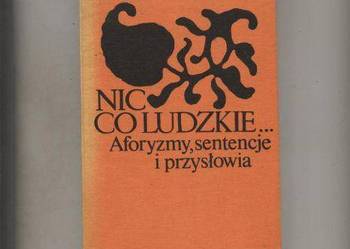 NIC
CO LUDZKIE...
Aforyzmy, sentencje
i przysłowia